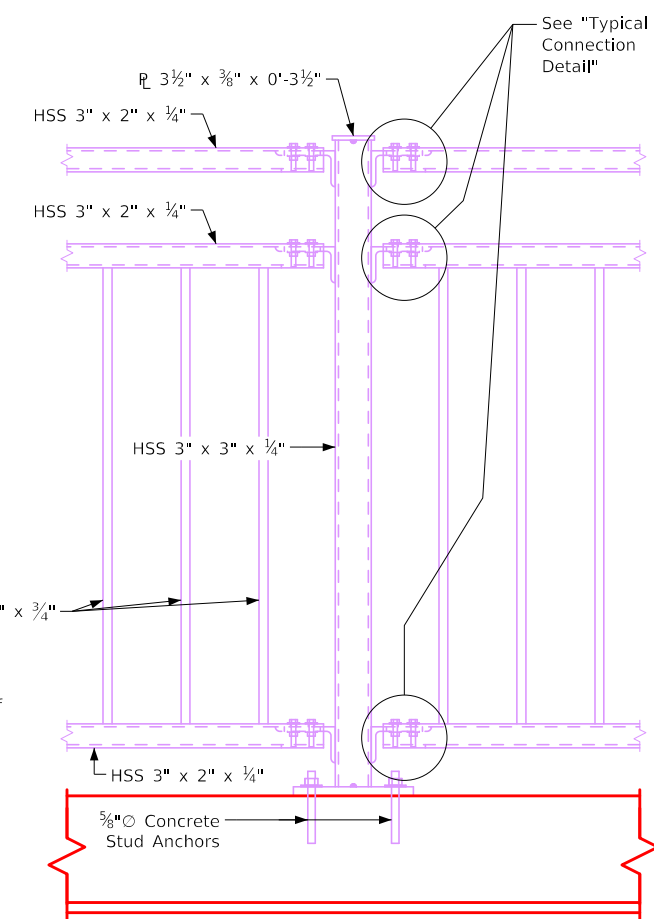 See "Typical
Connection
Detail"
℄ 3½" x ⅜" x 0'-3½"
HSS 3" x 2" x ¼"
HSS 3" x 2" x ¼"
HSS 3" x 3" x ¼"
" x ¾"
HSS 3" x 2" x ¼"
⅝"∅ Concrete
Stud Anchors